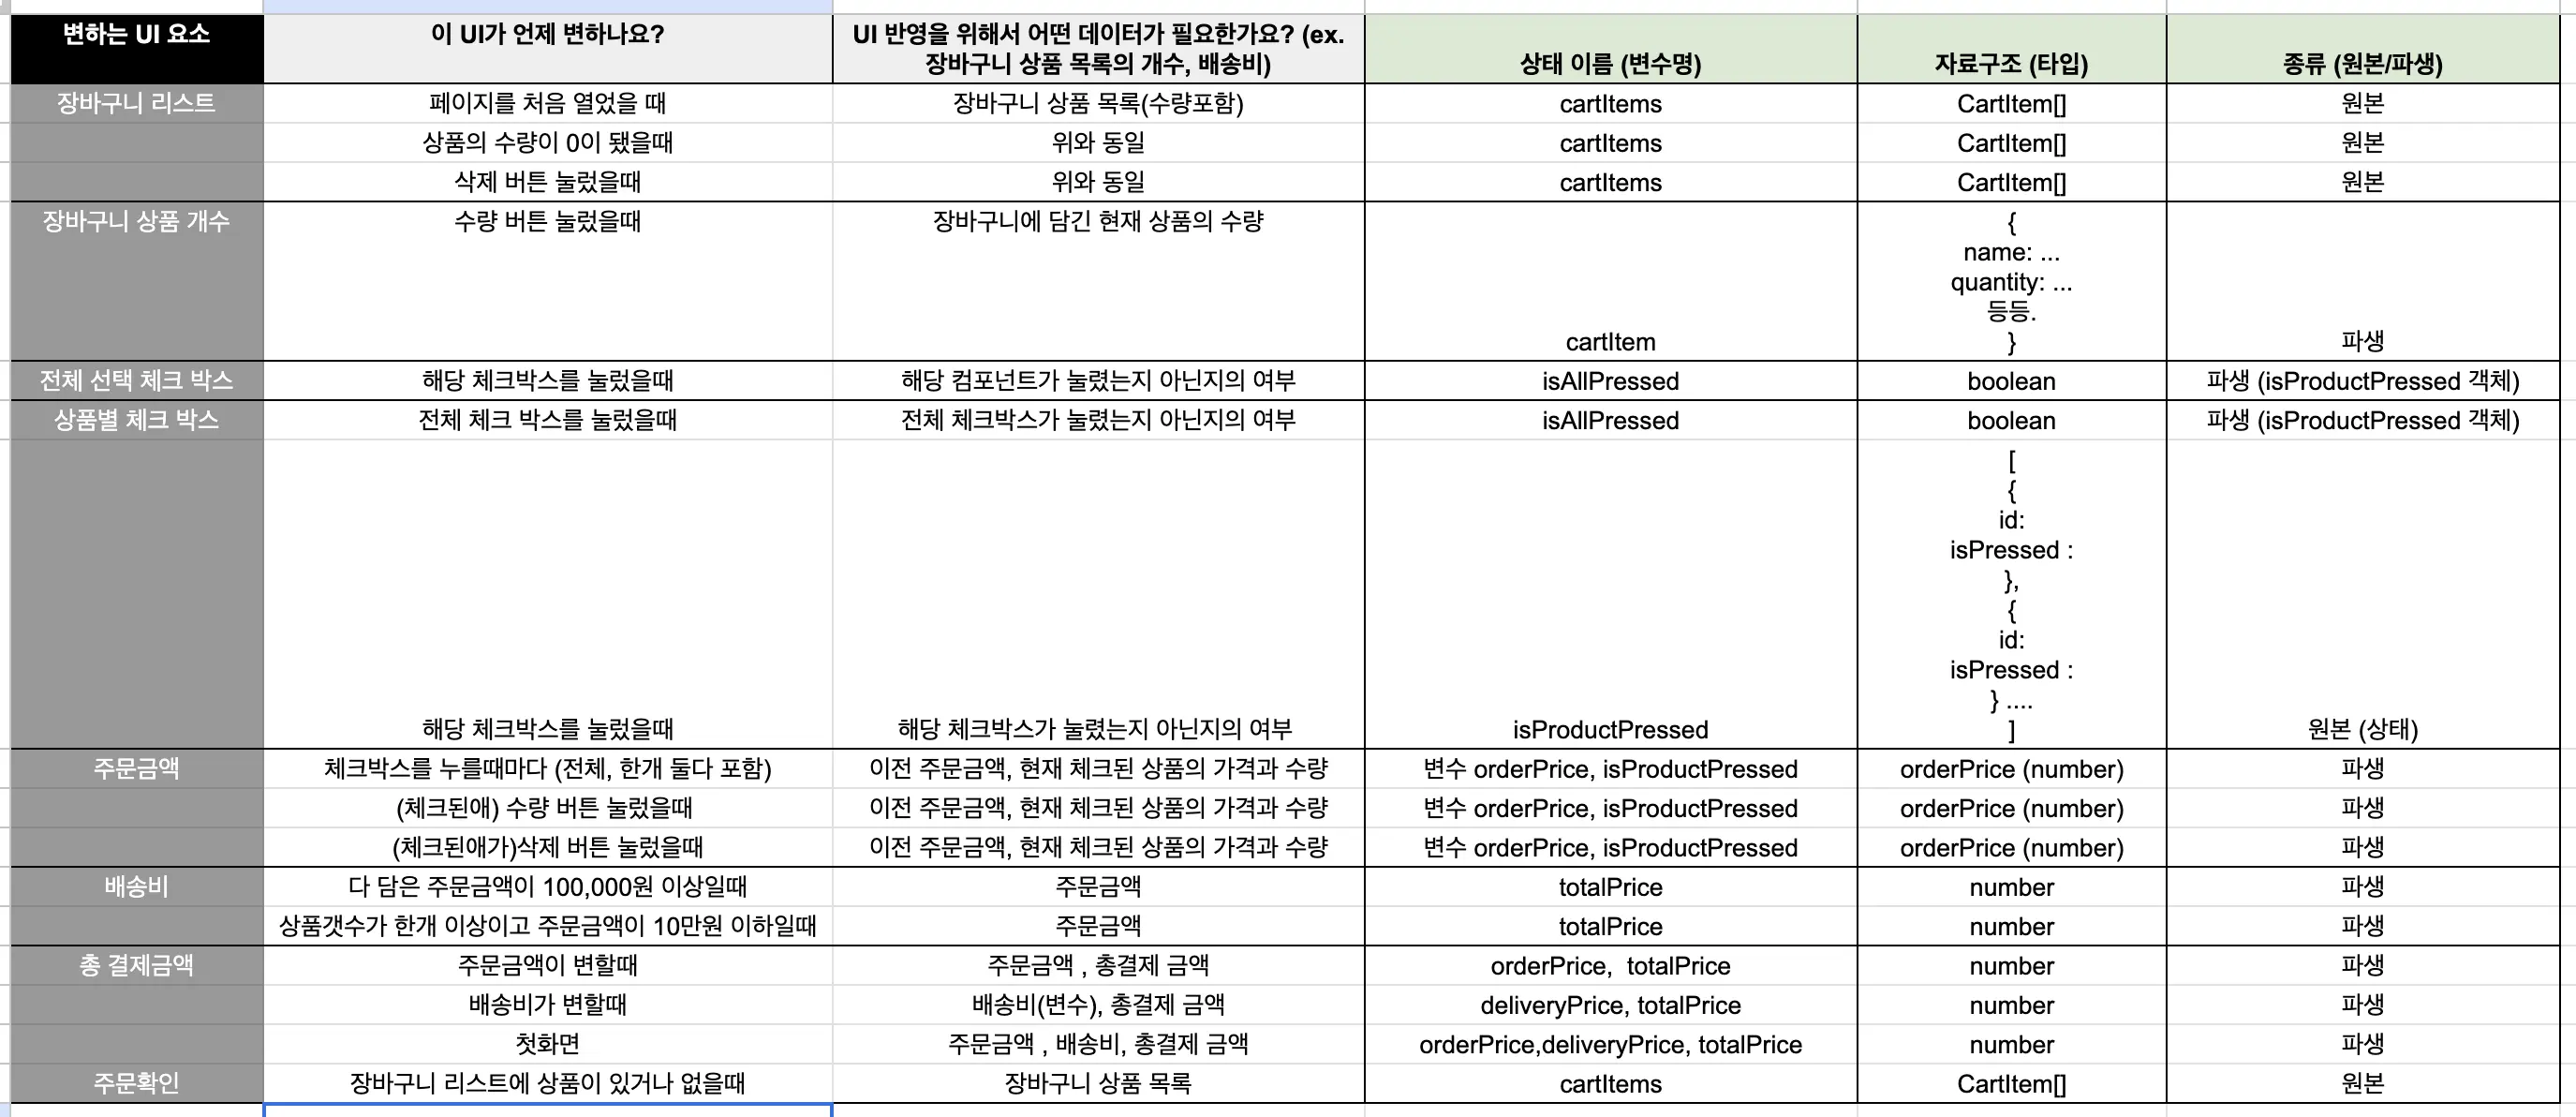 변하는 UI 요소
이 UI가 언제 변하나요?
UI 반영을 위해서 어떤 데이터가 필요한가요? (ex.
장바구니 상품 목록의 개수, 배송비)
상태 이름 (변수명)
자료구조 (타입)
종류 (원본/파생)
장바구니 리스트
페이지를 처음 열었을 때
장바구니 상품 목록(수량포함)
cartItems
CartItem[]
원본
상품의 수량이 0이 됐을때
위와 동일
cartItems
CartItem[]
원본
삭제 버튼 눌렀을때
위와 동일
cartItems
CartItem[]
원본
장바구니 상품 개수
수량 버튼 눌렀을때
장바구니에 담긴 현재 상품의 수량
cartItem
{
name: ...
quantity: ...
등등.
}
파생
전체 선택 체크 박스
해당 체크박스를 눌렀을때
해당 컴포넌트가 눌렸는지 아닌지의 여부
isAllPressed
boolean
파생 (isProductPressed 객체)
상품별 체크 박스
전체 체크 박스를 눌렀을때
전체 체크박스가 눌렸는지 아닌지의 여부
isAllPressed
boolean
파생 (isProductPressed 객체)
해당 체크박스를 눌렀을때
해당 체크박스가 눌렸는지 아닌지의 여부
isProductPressed
[
{
id:
isPressed :
},
{
id:
isPressed :
} ....
]
원본 (상태)
주문금액
체크박스를 누를때마다 (전체, 한개 둘다 포함)
이전 주문금액, 현재 체크된 상품의 가격과 수량
변수 orderPrice, isProductPressed
orderPrice (number)
파생
(체크된애) 수량 버튼 눌렀을때
이전 주문금액, 현재 체크된 상품의 가격과 수량
변수 orderPrice, isProductPressed
orderPrice (number)
파생
(체크된애가)삭제 버튼 눌렀을때
이전 주문금액, 현재 체크된 상품의 가격과 수량
변수 orderPrice, isProductPressed
orderPrice (number)
파생
배송비
다 담은 주문금액이 100,000원 이상일때
주문금액
totalPrice
number
파생
상품갯수가 한개 이상이고 주문금액이 10만원 이하일때
주문금액
totalPrice
number
파생
총 결제금액
주문금액이 변할때
주문금액 , 총결제 금액
orderPrice, totalPrice
number
파생
배송비가 변할때
배송비(변수), 총결제 금액
deliveryPrice, totalPrice
number
파생
첫화면
주문금액 , 배송비, 총결제 금액
orderPrice,deliveryPrice, totalPrice
number
파생
주문확인
장바구니 리스트에 상품이 있거나 없을때
장바구니 상품 목록
cartItems
CartItem[]
원본